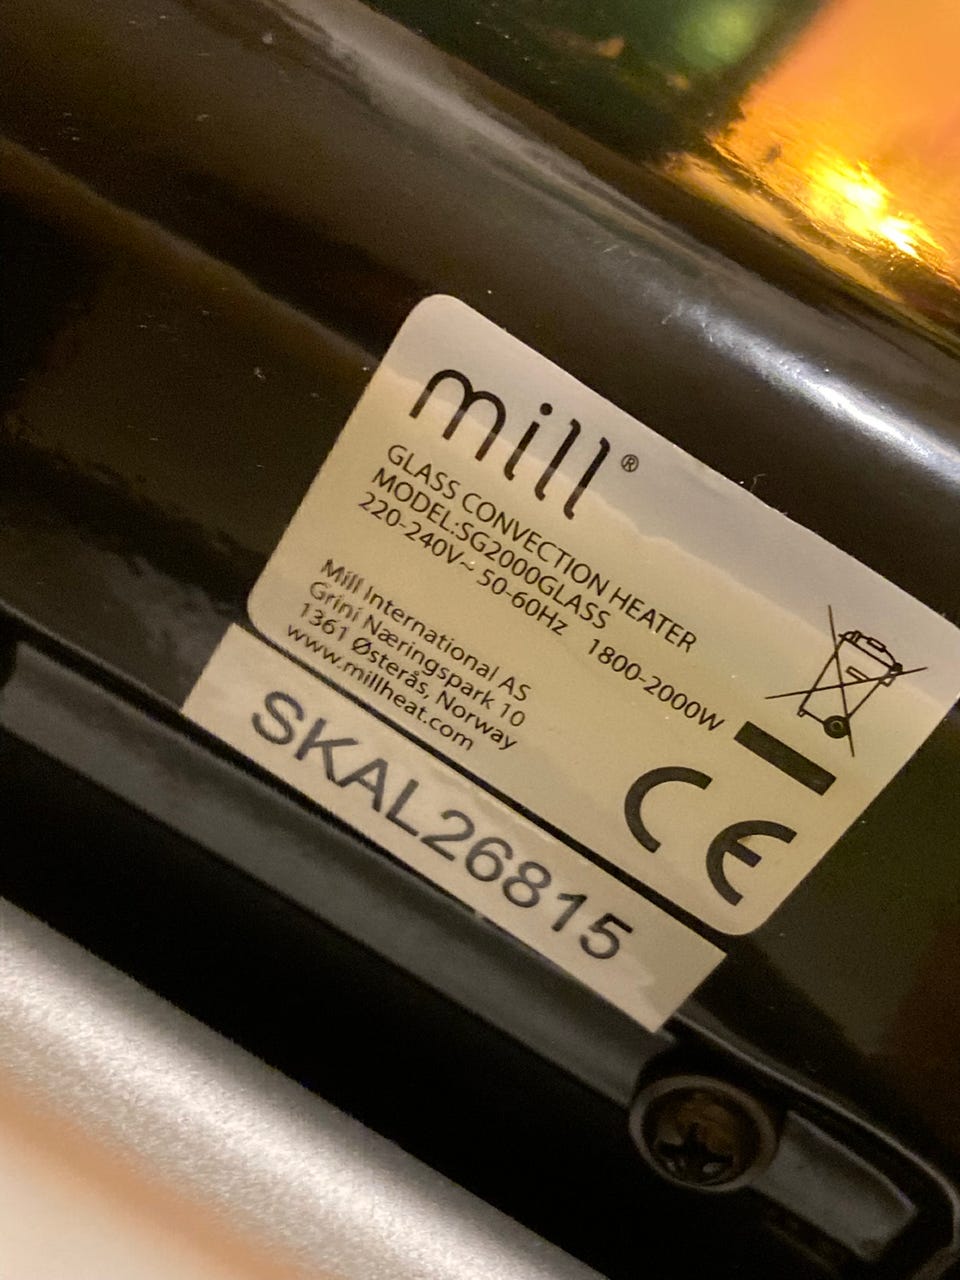 mill®
GLASS CONVECTION HEATER
MODEL:SG2000GLASS
220-240V~ 50-60Hz 1800-2000W
Mill International AS
Grini Næringspark 10
1361 Østerås, Norway
www.millheat.com
CE
SKAL26815